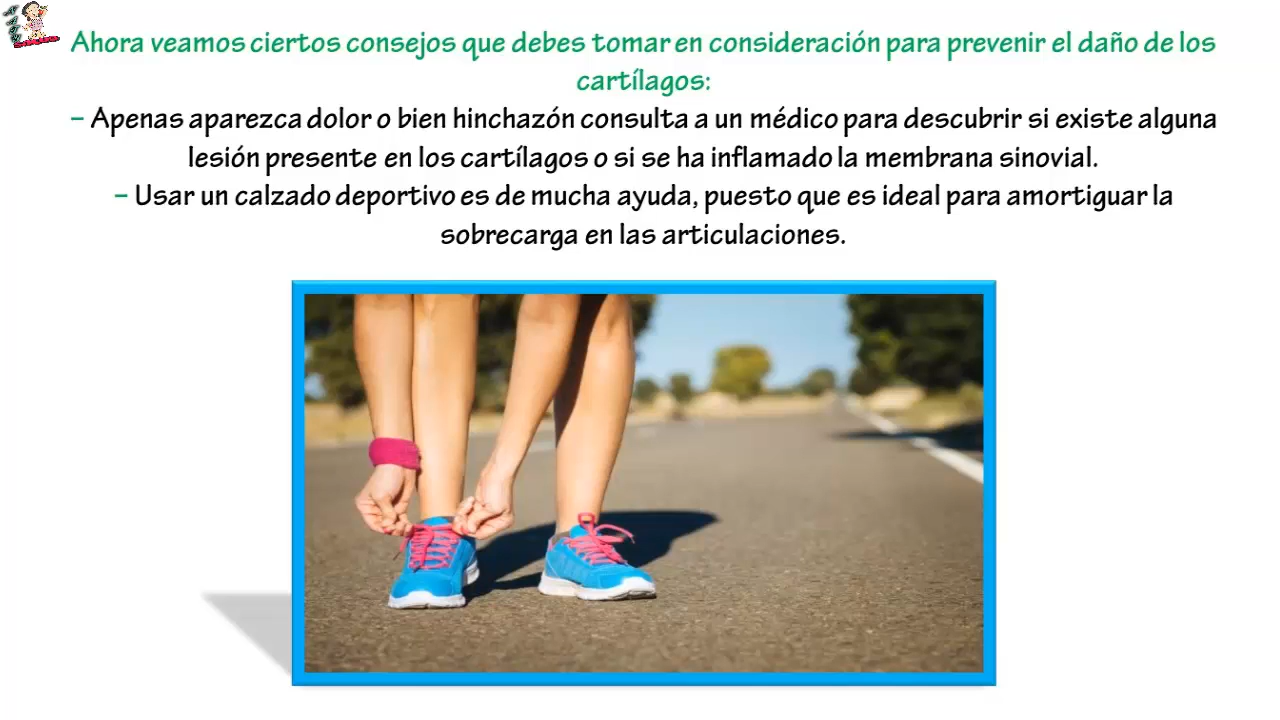 Ahora veamos ciertos consejos que debes tomar en consideración para prevenir el daño de los
cartílagos:
– Apenas aparezca dolor o bien hinchazón consulta a un médico para descubrir si existe alguna
lesión presente en los cartílagos o si se ha inflamado la membrana sinovial.
– Usar un calzado deportivo es de mucha ayuda, puesto que es ideal para amortiguar la
sobrecarga en las articulaciones.